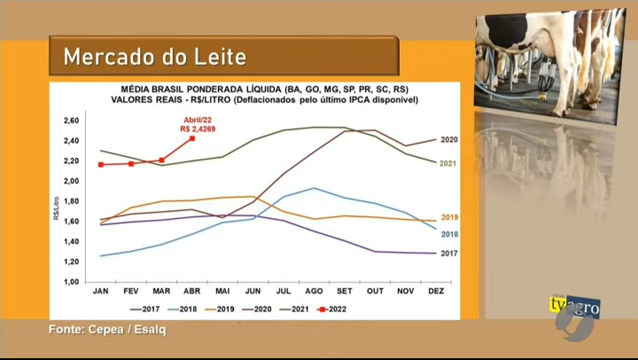 Mercado do Leite
MÉDIA BRASIL PONDERADA LÍQUIDA (BA, GO, MG, SP, PR, SC, RS)
VALORES REAIS - R$/LITRO (Deflacionados pelo último IPCA disponível)
Abril/22
R$ 2,4269
2,60
2,40
2,20
2,00
1,80
1,60
1,40
1,20
1,00
R$/Litro
2020
2021
2019
2018
2017
JAN FEV MAR ABR MAI JUN JUL AGO SET OUT NOV DEZ
2017 2018 2019 2020 2021 2022
Fonte: Cepea / Esalq
tvagro